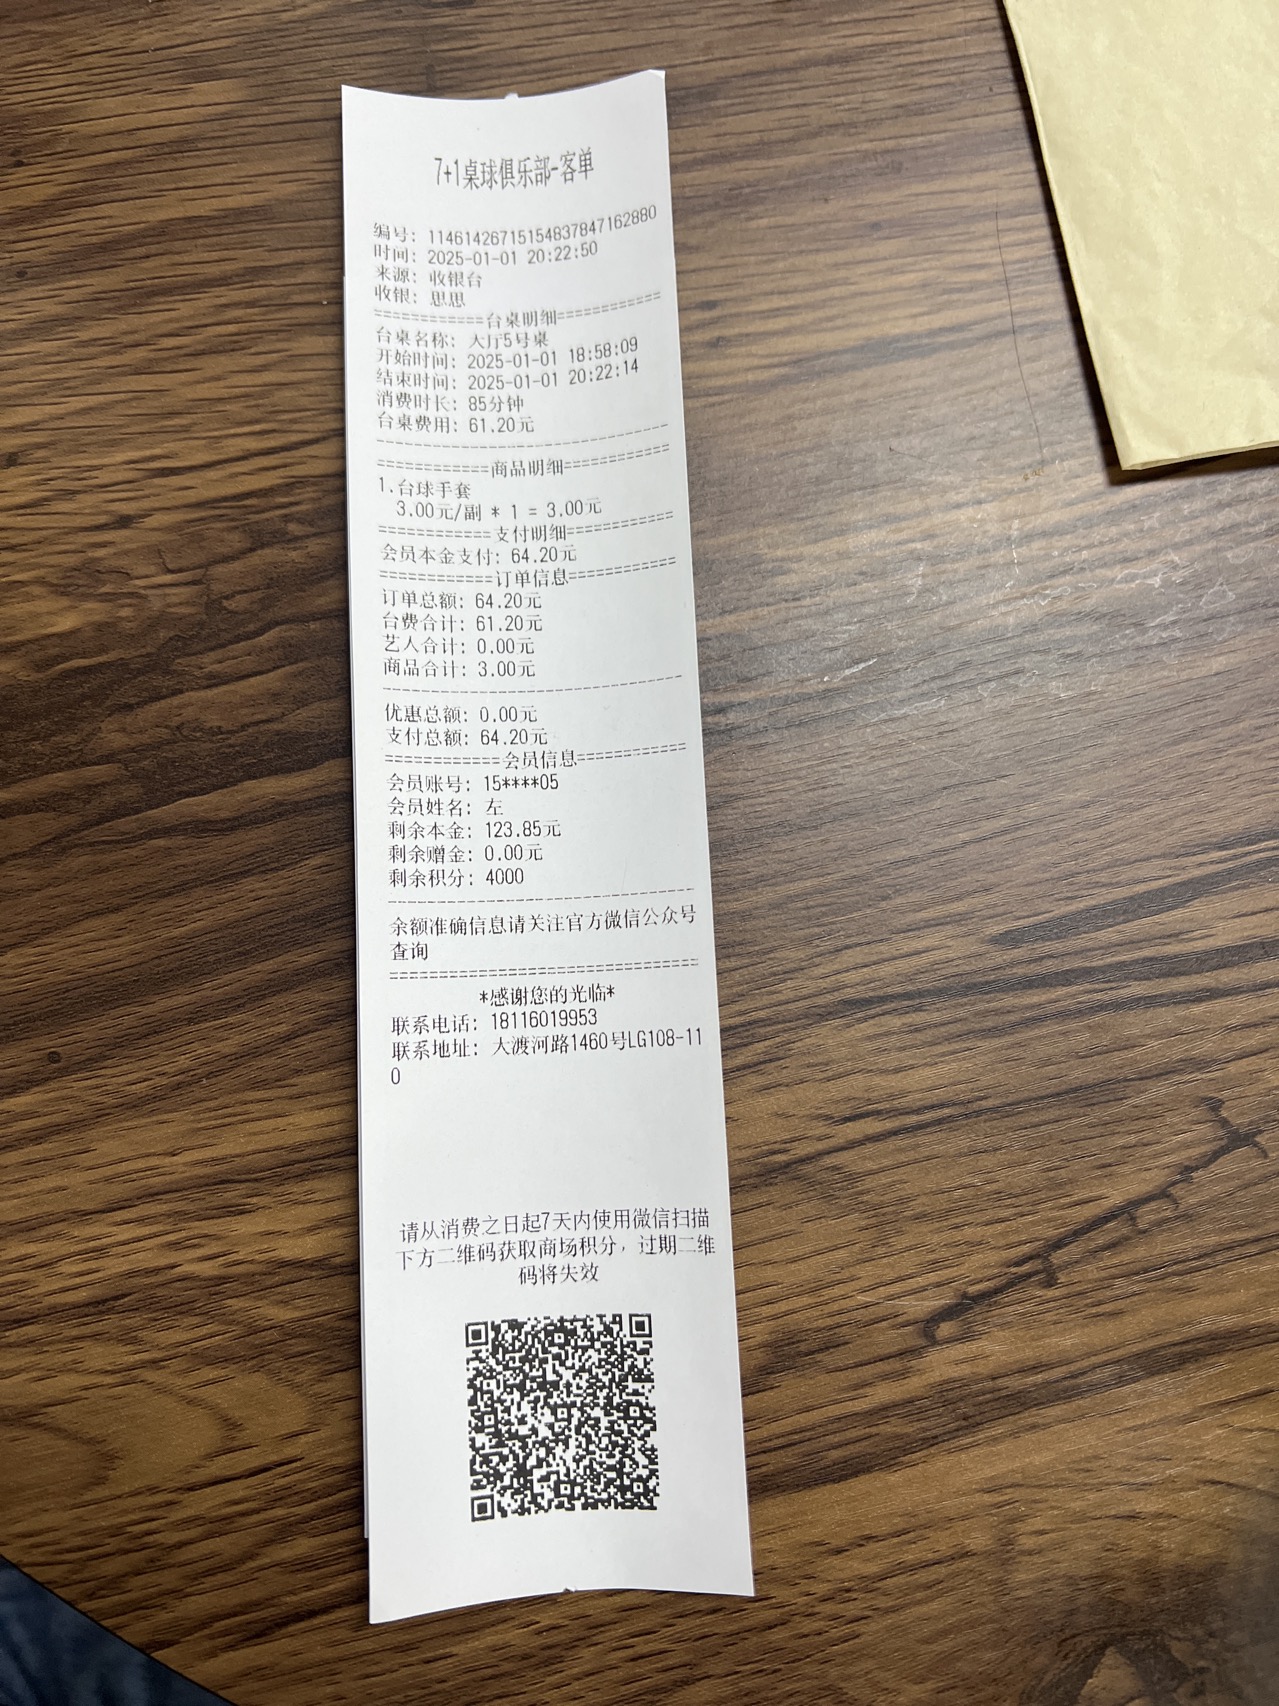 7+1桌球俱乐部-客单
编号: 1146142671515483784​7162880
时间: 2025-01-01 20:22:50
来源: 收银台
收银: 思思
===========台桌明细===========
台桌名称: 大厅5号桌
开始时间: 2025-01-01 18:58:09
结束时间: 2025-01-01 20:22:14
消费时长: 85分钟
台桌费用: 61.20元
--------------------------------
===========商品明细===========
1.台球手套
3.00元/副 * 1 = 3.00元
===========支付明细===========
会员本金支付: 64.20元
===========订单信息===========
订单总额: 64.20元
台费合计: 61.20元
艺人合计: 0.00元
商品合计: 3.00元
--------------------------------
优惠总额: 0.00元
支付总额: 64.20元
===========会员信息===========
会员账号: 15****05
会员姓名: 左
剩余本金: 123.85元
剩余赠金: 0.00元
剩余积分: 4000
--------------------------------
余额准确信息请关注官方微信公众号
查询
================================
*感谢您的光临*
联系电话: 18116019953
联系地址: 大渡河路1460号LG108-11
0
请从消费之日起7天内使用微信扫描
下方二维码获取商场积分，过期二维
码将失效